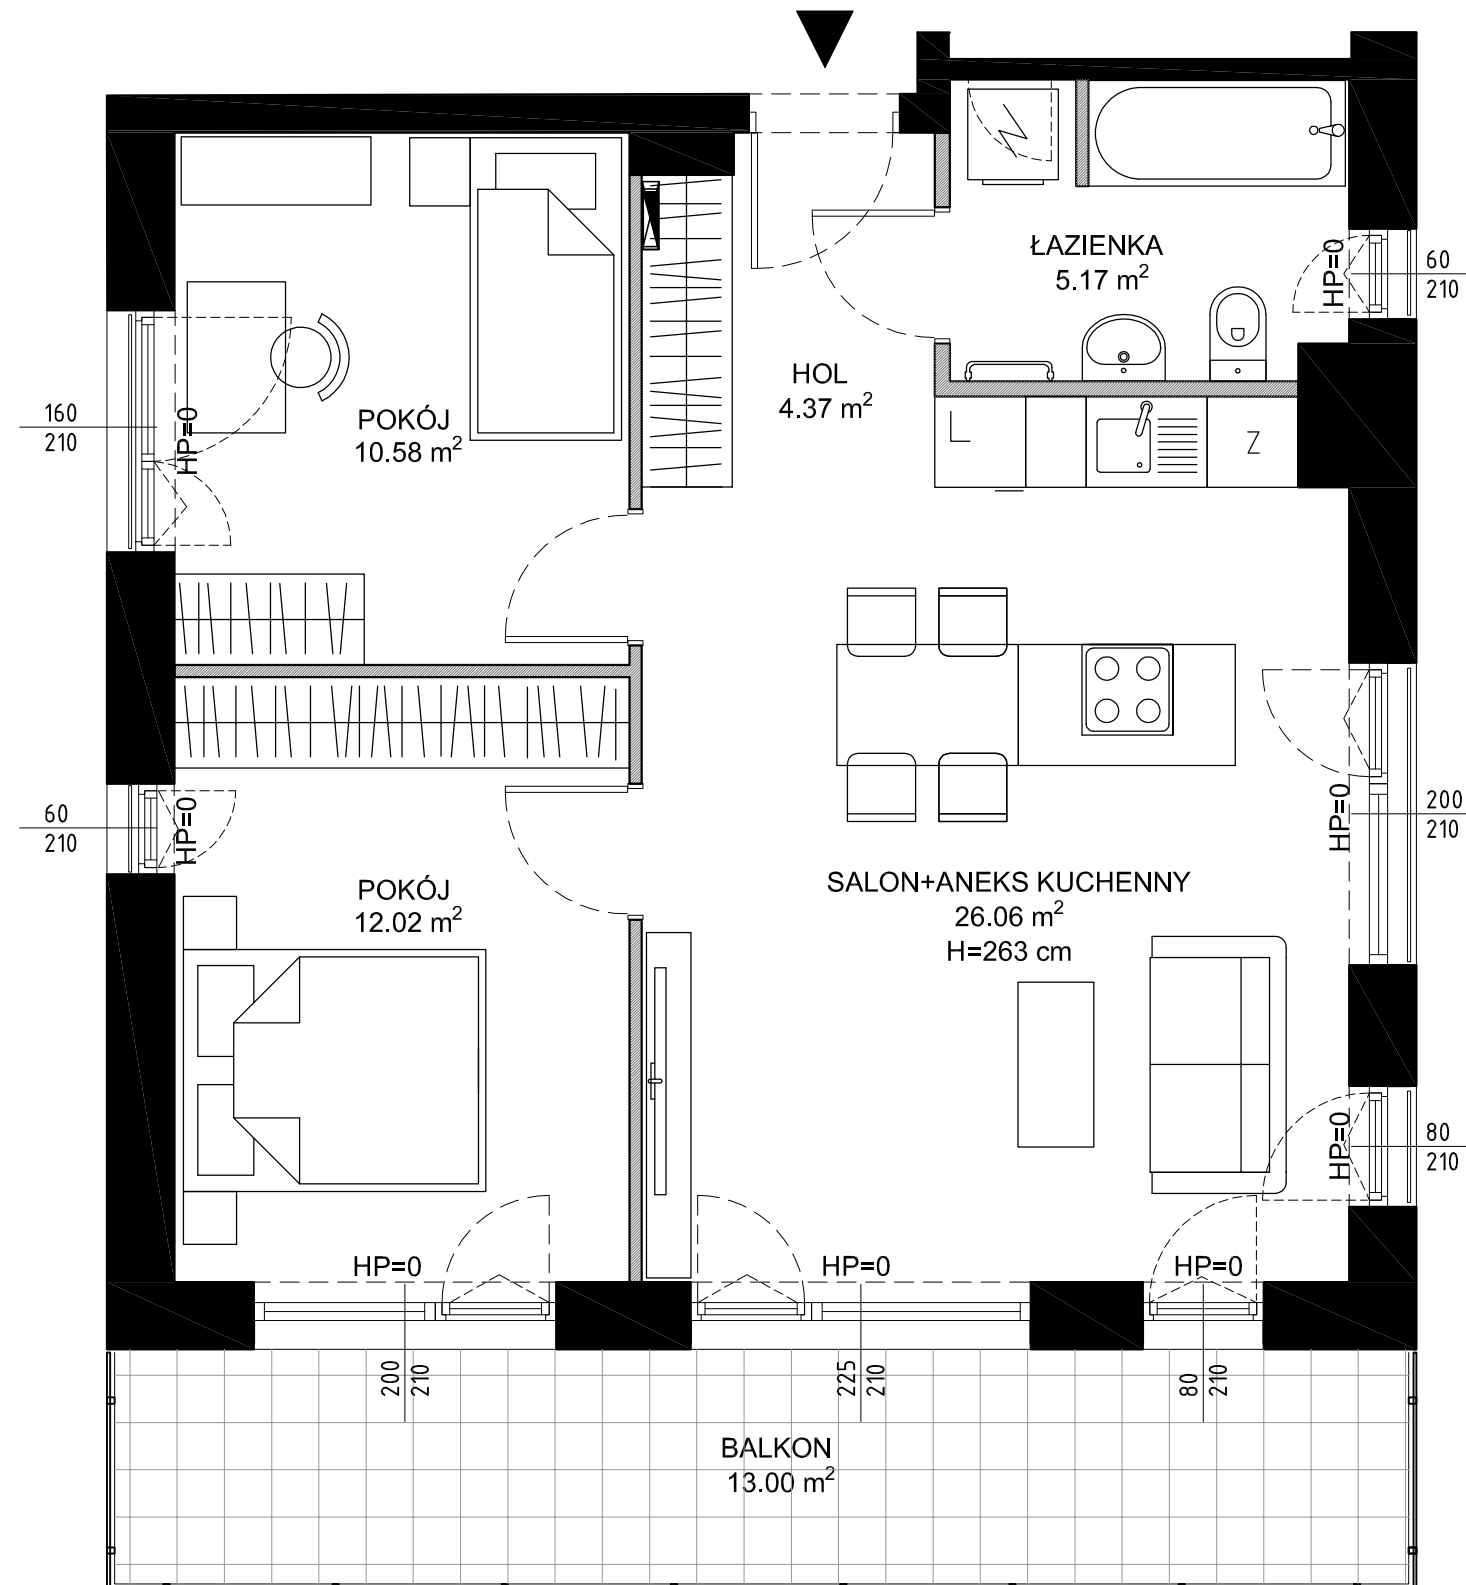 ŁAZIENKA
5.17 m²
HP=0
60
210
HOL
4.37 m²
160
210
HP=0
POKÓJ
10.58 m²
L
Z
60
210
HP=0
HP=0
200
210
POKÓJ
12.02 m²
SALON+ANEKS KUCHENNY
26.06 m²
H=263 cm
HP=0
80
210
HP=0
HP=0
HP=0
200
210
225
210
80
210
BALKON
13.00 m²